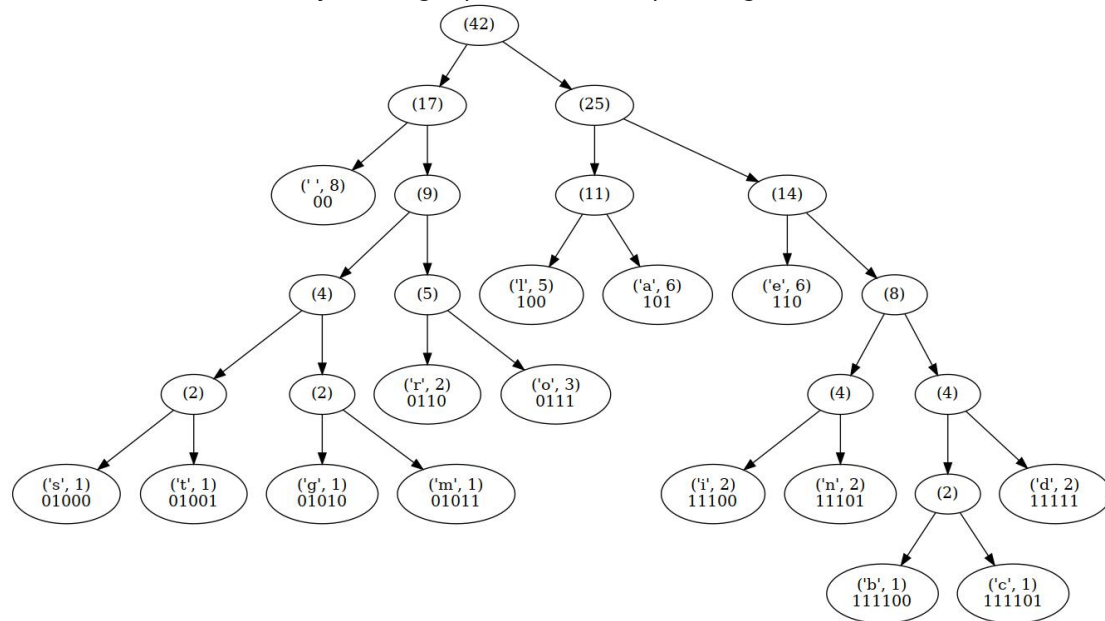 (42)
(17)
(25)
(' ', 8)
00
(9)
(11)
(14)
(4)
(5)
('l', 5)
100
('a', 6)
101
('e', 6)
110
(8)
(2)
(2)
('r', 2)
0110
('o', 3)
0111
(4)
(4)
('s', 1)
01000
('t', 1)
01001
('g', 1)
01010
('m', 1)
01011
('i', 2)
11100
('n', 2)
11101
(2)
('d', 2)
11111
('b', 1)
111100
('c', 1)
111101